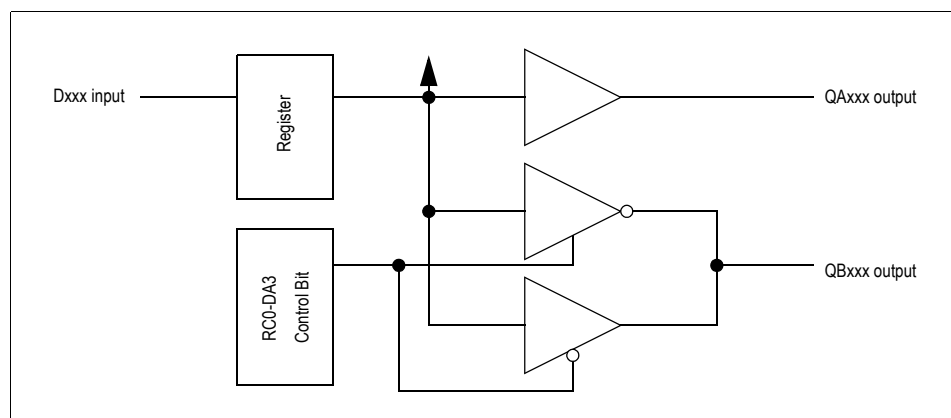 Dxxx input
Register
QAxxx output
RC0-DA3
Control Bit
QBxxx output